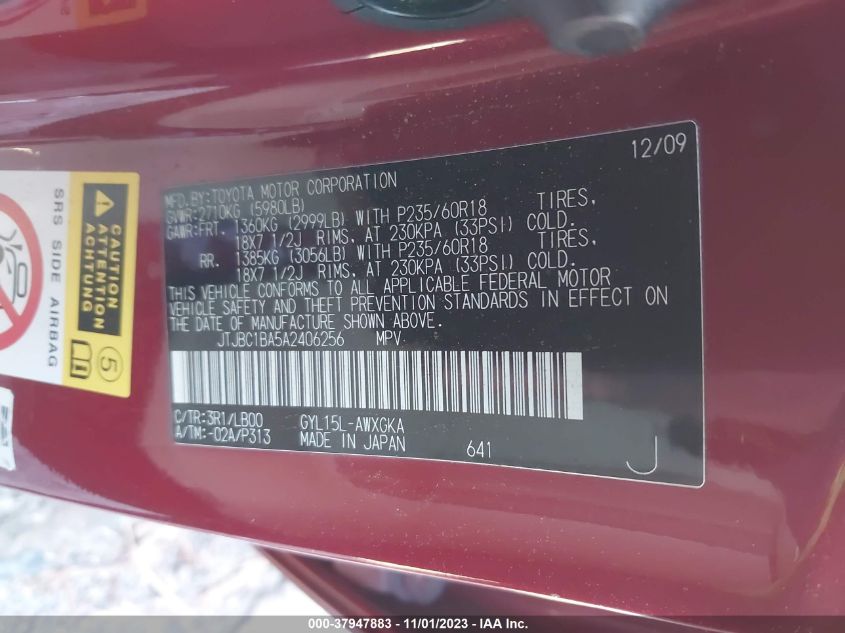 12/09
MFD.BY:TOYOTA MOTOR CORPORATION
GVWR:2710KG (5980LB)
GAWR:FRT. 1360KG (2999LB) WITH P235/60R18 TIRES,
18X7 1/2J RIMS, AT 230KPA (33PSI) COLD.
RR. 1385KG (3056LB) WITH P235/60R18 TIRES,
18X7 1/2J RIMS, AT 230KPA (33PSI) COLD.
THIS VEHICLE CONFORMS TO ALL APPLICABLE FEDERAL MOTOR
VEHICLE SAFETY AND THEFT PREVENTION STANDARDS IN EFFECT ON
THE DATE OF MANUFACTURE SHOWN ABOVE.
JTJBC1BA5A2406256 MPV
C/TR:3R1/LB00 GYL15L-AWXGKA
A/TM:-02A/P313 MADE IN JAPAN 641
J
SRS SIDE AIRBAG
CAUTION
ATTENTION
ACHTUNG
5
000-37947883 - 11/01/2023 - IAA Inc.